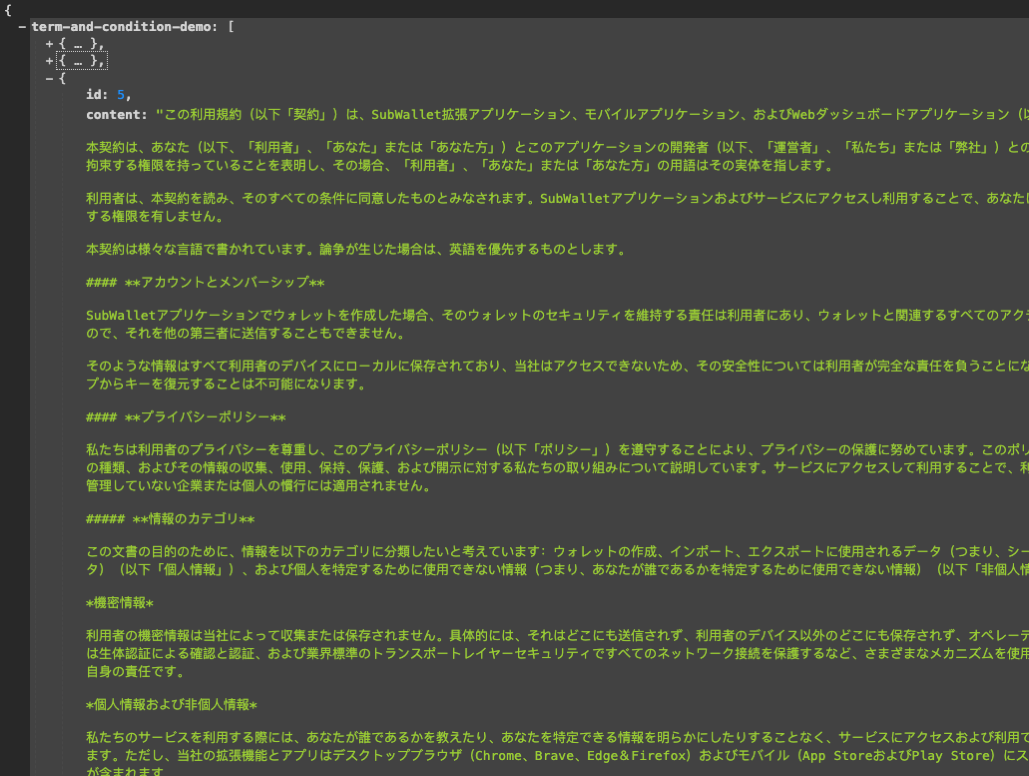 {
− term-and-condition-demo: [
+ { … },
+ { … },
− {
id: 5,
content: "この利用規約（以下「契約」）は、SubWallet拡張アプリケーション、モバイルアプリケーション、およびWebダッシュボードアプリケーション（以
本契約は、あなた（以下、「利用者」、「あなた」または「あなた方」）とこのアプリケーションの開発者（以下、「運営者」、「私たち」または「弊社」）との
拘束する権限を持っていることを表明し、その場合、「利用者」、「あなた」または「あなた方」の用語はその実体を指します。
利用者は、本契約を読み、そのすべての条件に同意したものとみなされます。SubWalletアプリケーションおよびサービスにアクセスし利用することで、あなたは
する権限を有しません。
本契約は様々な言語で書かれています。論争が生じた場合は、英語を優先するものとします。
#### **アカウントとメンバーシップ**
SubWalletアプリケーションでウォレットを作成した場合、そのウォレットのセキュリティを維持する責任は利用者にあり、ウォレットと関連するすべてのアク
ので、それを他の第三者に送信することもできません。
そのような情報はすべて利用者のデバイスにローカルに保存されており、当社はアクセスできないため、その安全性については利用者が完全な責任を負うことにな
プからキーを復元することは不可能になります。
#### **プライバシーポリシー**
私たちは利用者のプライバシーを尊重し、このプライバシーポリシー（以下「ポリシー」）を遵守することにより、プライバシーの保護に努めています。このポリ
の種類、およびその情報の収集、使用、保持、保護、および開示に対する私たちの取り組みについて説明しています。サービスにアクセスして利用することで、利
管理していない企業または個人の慣行には適用されません。
##### **情報のカテゴリ**
この文書の目的のために、情報を以下のカテゴリに分類したいと考えています：ウォレットの作成、インポート、エクスポートに使用されるデータ（つまり、シー
タ）（以下「個人情報」）、および個人を特定するために使用できない情報（つまり、あなたが誰であるかを特定するために使用できない情報）（以下「非個人情
*機密情報*
利用者の機密情報は当社によって収集または保存されません。具体的には、それはどこにも送信されず、利用者のデバイス以外のどこにも保存されず、オペレーテ
は生体認証による確認と認証、および業界標準のトランスポートレイヤーセキュリティですべてのネットワーク接続を保護するなど、さまざまなメカニズムを使用
自身の責任です。
*個人情報および非個人情報*
私たちのサービスを利用する際には、あなたが誰であるかを教えたり、あなたを特定できる情報を明らかにしたりすることなく、サービスにアクセスおよび利用で
ます。ただし、当社の拡張機能とアプリはデスクトップブラウザ（Chrome、Brave、Edge＆Firefox）およびモバイル（App StoreおよびPlay Store）にス
が含まれます